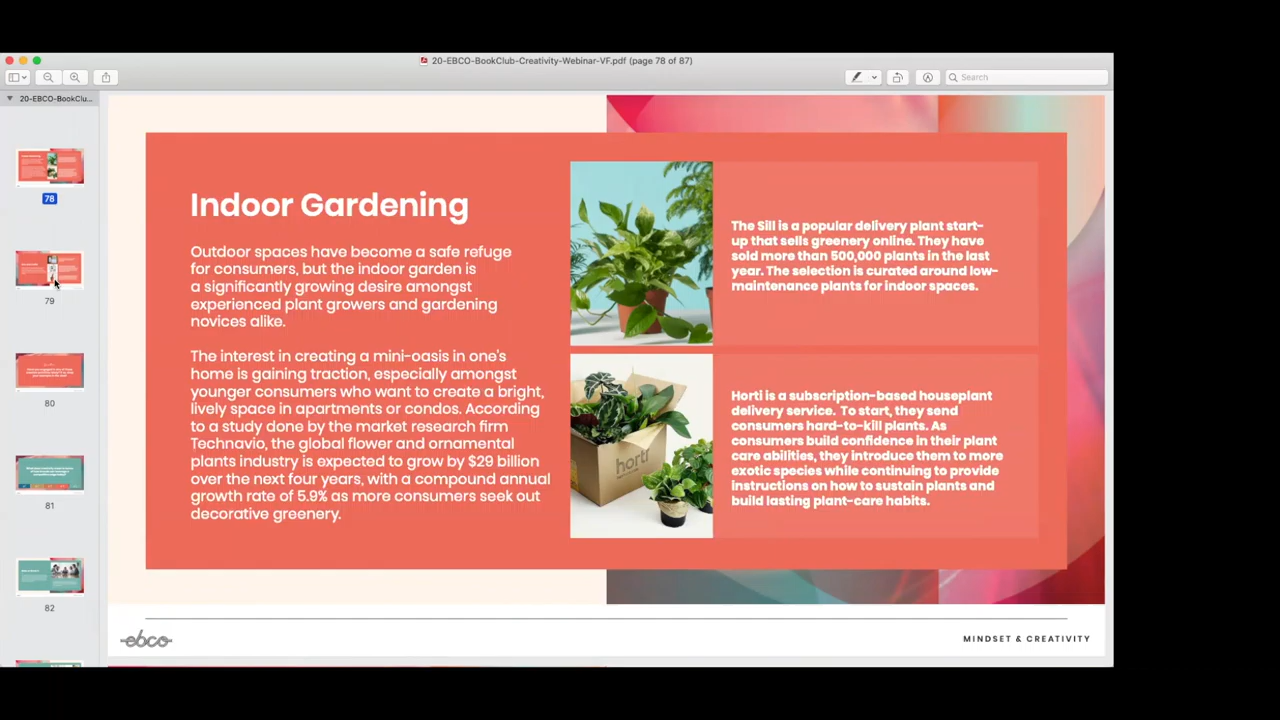 20-EBCO-BookClub-Creativity-Webinar-VF.pdf (page 78 of 87)
Search
20-EBCO-BookClu...
78
79
80
81
82
Indoor Gardening
Outdoor spaces have become a safe refuge
for consumers, but the indoor garden is
a significantly growing desire amongst
experienced plant growers and gardening
novices alike.
The interest in creating a mini-oasis in one's
home is gaining traction, especially amongst
younger consumers who want to create a bright,
lively space in apartments or condos. According
to a study done by the market research firm
Technavio, the global flower and ornamental
plants industry is expected to grow by $29 billion
over the next four years, with a compound annual
growth rate of 5.9% as more consumers seek out
decorative greenery.
The Sill is a popular delivery plant start-
up that sells greenery online. They have
sold more than 500,000 plants in the last
year. The selection is curated around low-
maintenance plants for indoor spaces.
horti
Horti is a subscription-based houseplant
delivery service. To start, they send
consumers hard-to-kill plants. As
consumers build confidence in their plant
care abilities, they introduce them to more
exotic species while continuing to provide
instructions on how to sustain plants and
build lasting plant-care habits.
ebco
MINDSET & CREATIVITY